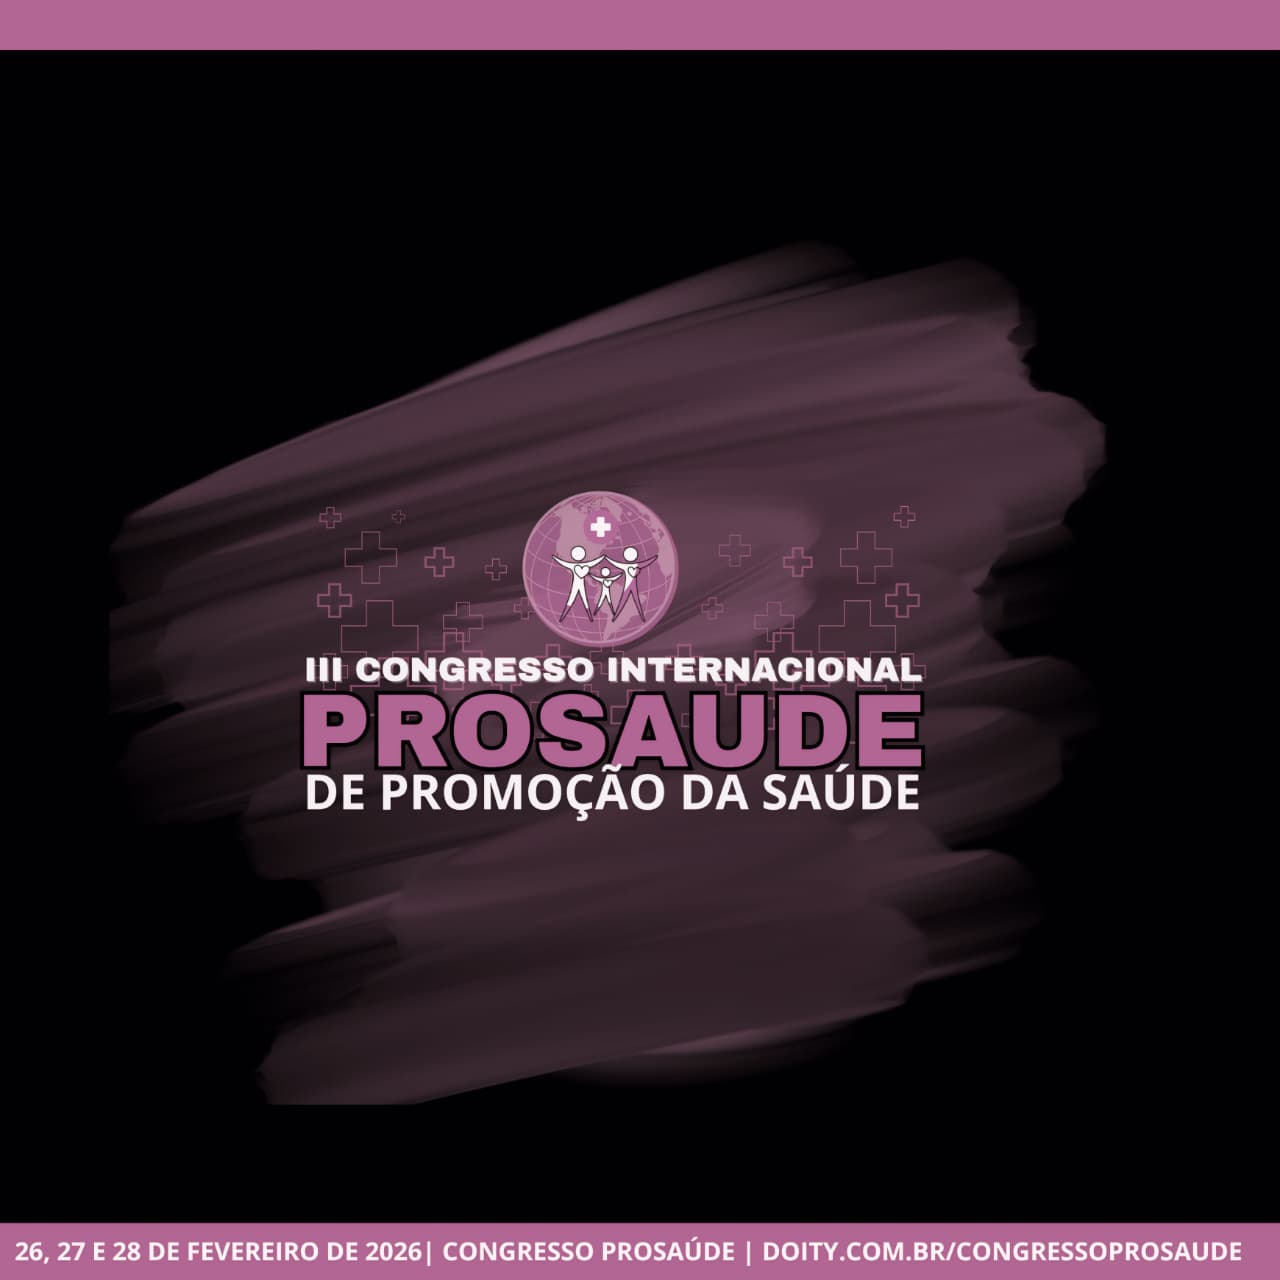 III CONGRESSO INTERNACIONAL
PROSAUDE
DE PROMOÇÃO DA SAÚDE
26, 27 E 28 DE FEVEREIRO DE 2026| CONGRESSO PROSAÚDE | DOITY.COM.BR/CONGRESSOPROSAUDE